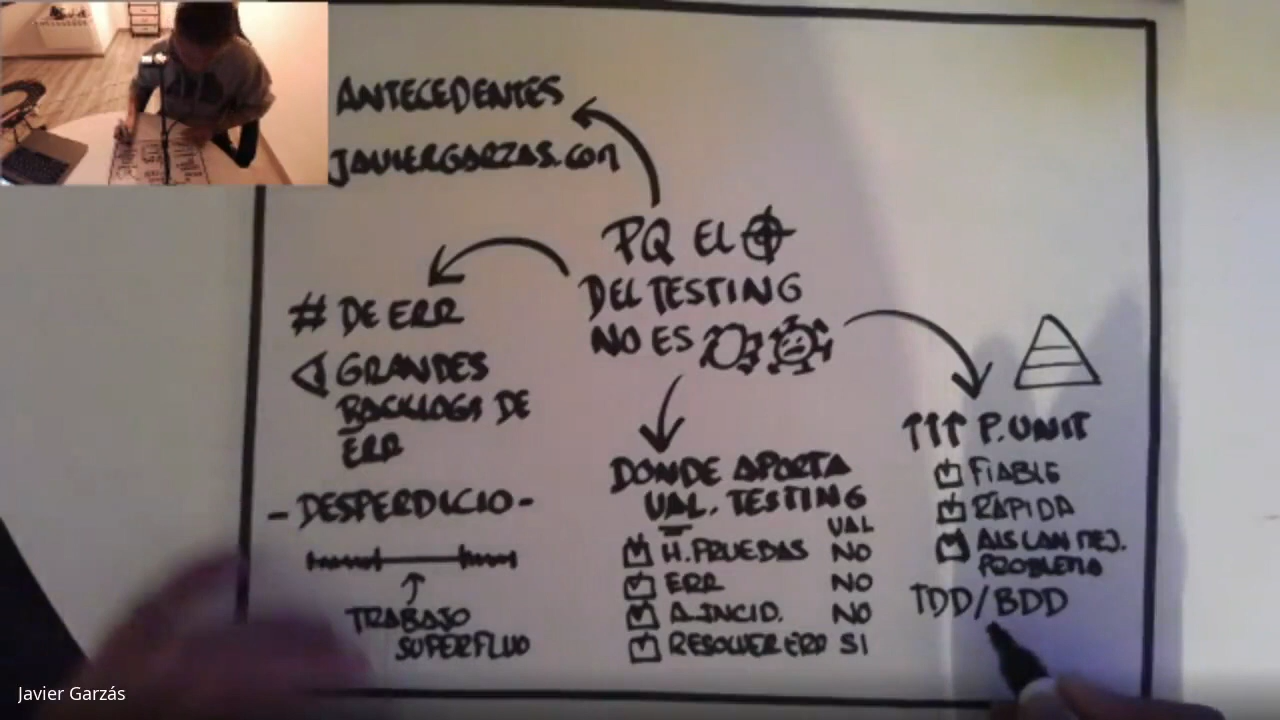 ANTECEDENTES
JAVIERGARZAS.COM
PQ EL
DEL TESTING
NO ES
# DE ERR
GRANDES
BACKLOGS DE
ERR
- DESPERDICIO -
TRABAJO
SUPERFLUO
DONDE APORTA
VAL. TESTING
VAL
H. PRUEBAS NO
ERR NO
A. INCID. NO
RESOLVER ERR SI
↑↑↑ P. UNIT
FIABLE
RÁPIDA
AISLAN MEJ.
PROBLEMA
TDD/BDD
Javier Garzás